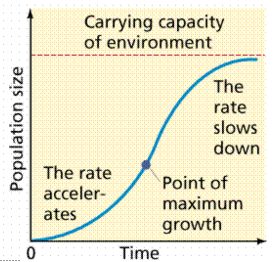 Carrying capacity
of environment
Population size
The
rate
slows
down
The rate
acceler-
ates
Point of
maximum
growth
0
Time